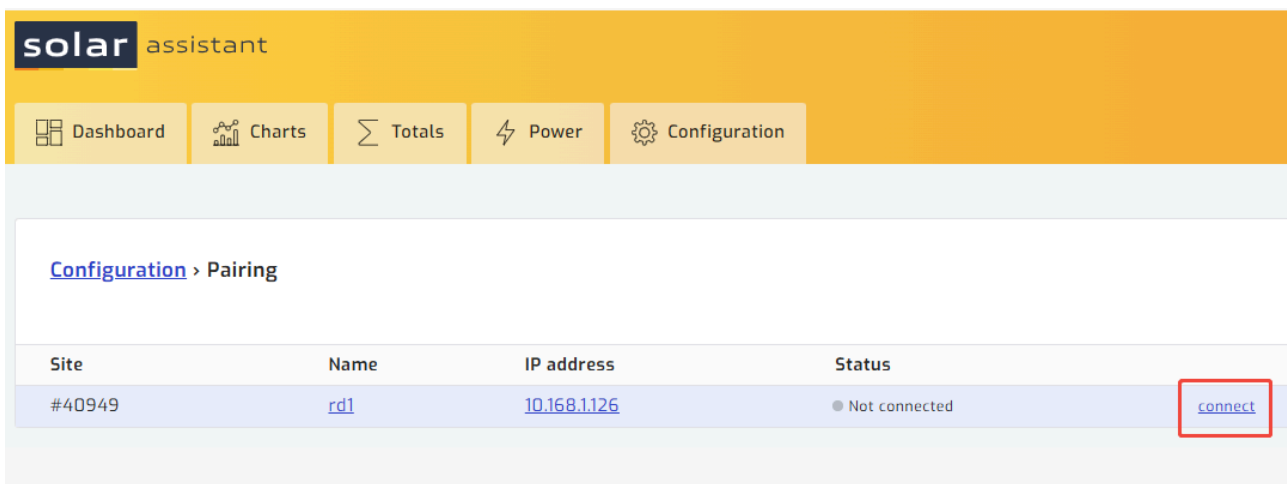 solar assistant
Dashboard Charts Totals Power Configuration
Configuration › Pairing
Site Name IP address Status
#40949 rd1 10.168.1.126 Not connected connect